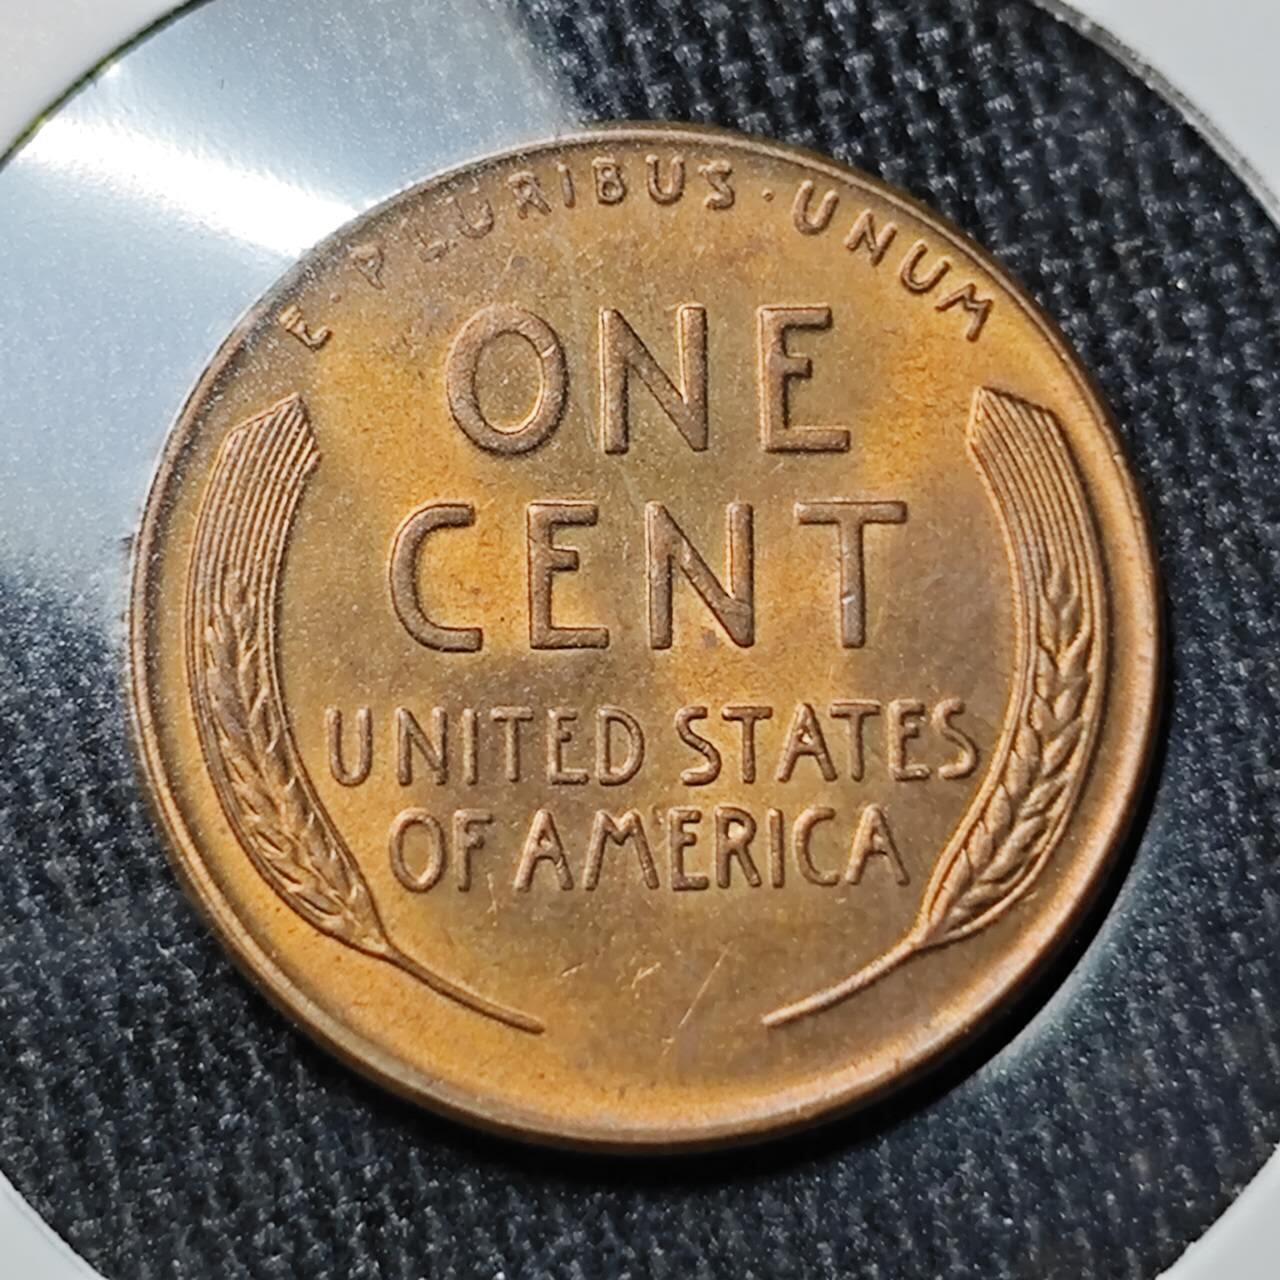 E · PLURIBUS · UNUM
ONE
CENT
UNITED STATES
OF AMERICA